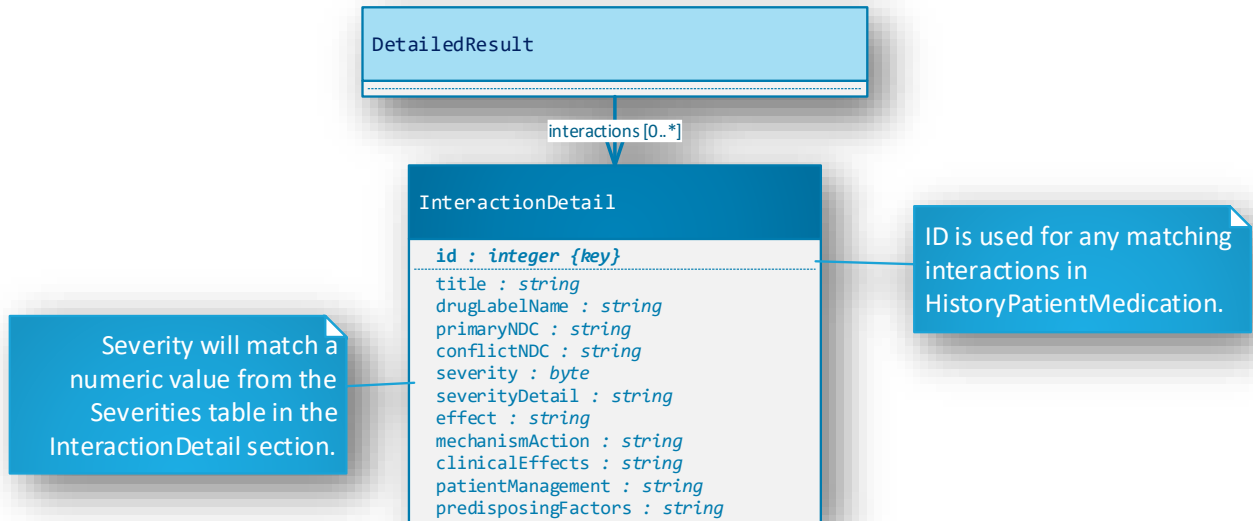 DetailedResult
interactions [0..*]
InteractionDetail
id : integer {key}
title : string
drugLabelName : string
primaryNDC : string
conflictNDC : string
severity : byte
severityDetail : string
effect : string
mechanismAction : string
clinicalEffects : string
patientManagement : string
predisposingFactors : string
ID is used for any matching
interactions in
HistoryPatientMedication.
Severity will match a
numeric value from the
Severities table in the
InteractionDetail section.